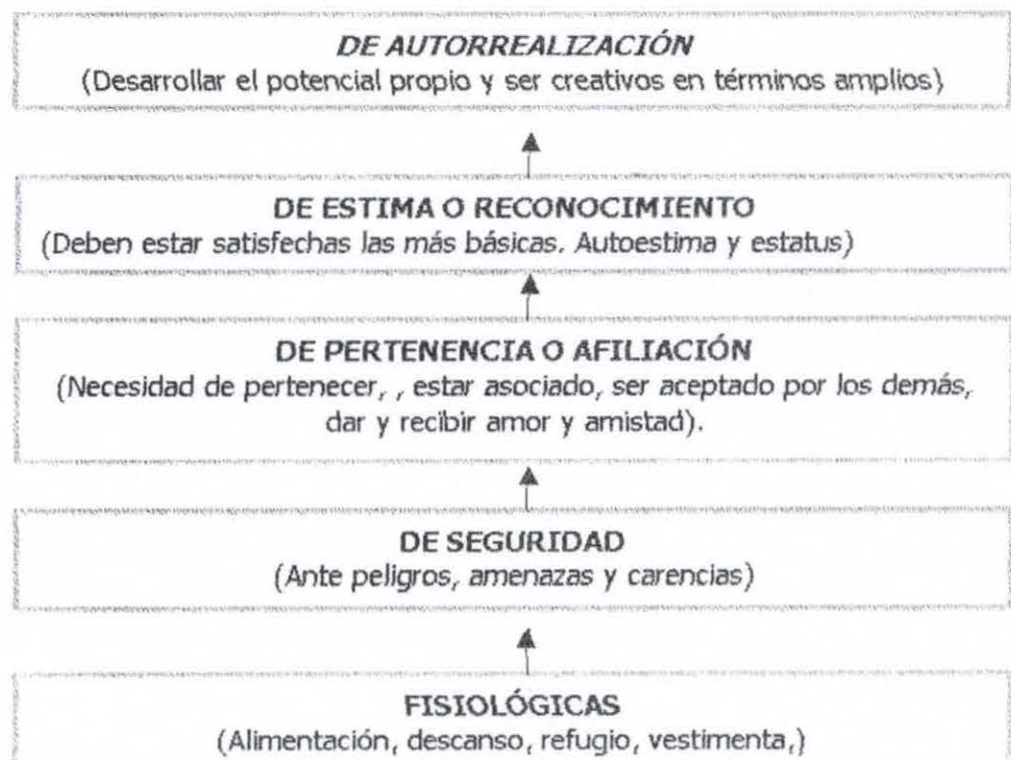 DE AUTORREALIZACIÓN
(Desarrollar el potencial propio y ser creativos en términos amplios)
DE ESTIMA O RECONOCIMIENTO
(Deben estar satisfechas las más básicas. Autoestima y estatus)
DE PERTENENCIA O AFILIACIÓN
(Necesidad de pertenecer, , estar asociado, ser aceptado por los demás,
dar y recibir amor y amistad).
DE SEGURIDAD
(Ante peligros, amenazas y carencias)
FISIOLÓGICAS
(Alimentación, descanso, refugio, vestimenta,)